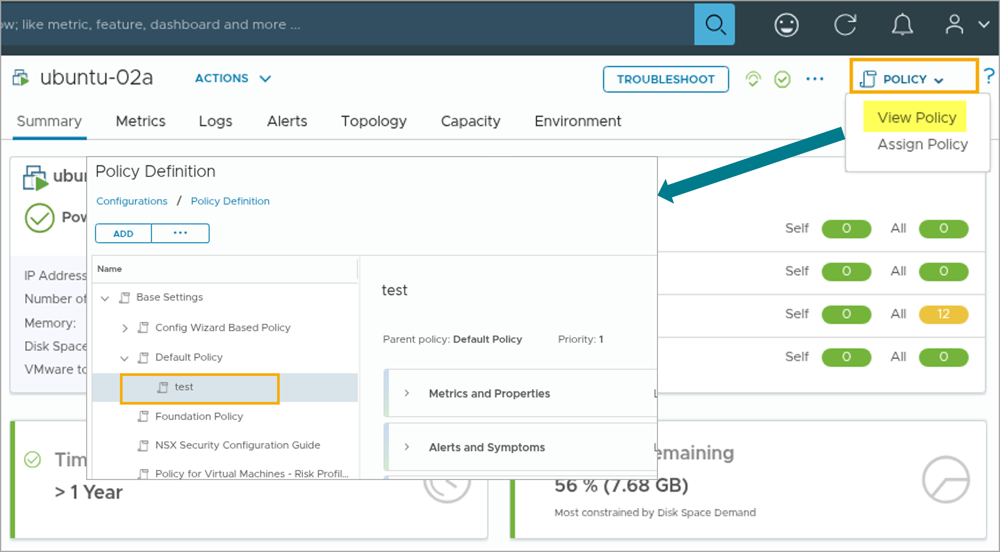 ow; like metric, feature, dashboard and more ...
ubuntu-02a ACTIONS TROUBLESHOOT ... POLICY ?
View Policy
Assign Policy
Summary Metrics Logs Alerts Topology Capacity Environment
Policy Definition
Configurations / Policy Definition
ADD ...
Name
Base Settings
Config Wizard Based Policy
Default Policy
test
Foundation Policy
NSX Security Configuration Guide
Policy for Virtual Machines - Risk Profil...
test
Parent policy: Default Policy Priority: 1
Metrics and Properties
Alerts and Symptoms
ubun
Pow
IP Address
Number of
Memory:
Disk Space
VMware to
Self 0 All 0
Self 0 All 0
Self 0 All 12
Self 0 All 0
Tim
> 1 Year
emaining
56 % (7.68 GB)
Most constrained by Disk Space Demand